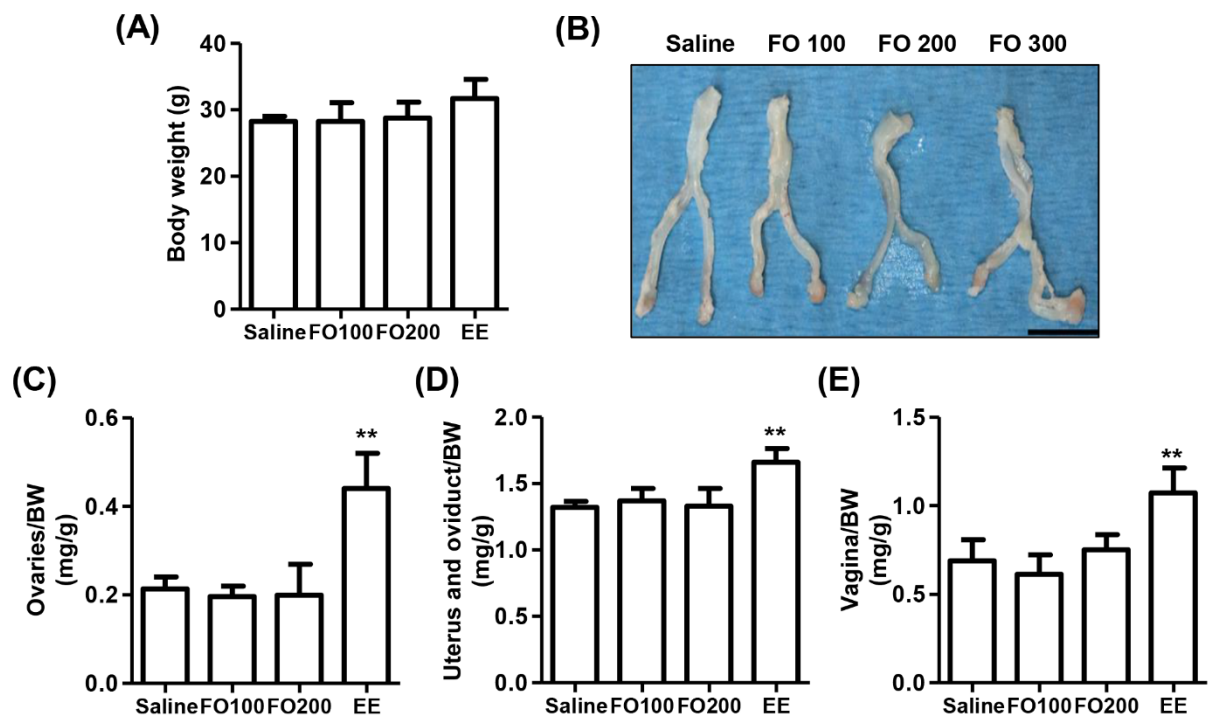 (A)
Body weight (g)
40
30
20
10
0
Saline FO100 FO200 EE
(B)
Saline FO 100 FO 200 FO 300
(C)
Ovaries/BW
(mg/g)
0.6
0.4
0.2
0.0
**
Saline FO100 FO200 EE
(D)
Uterus and oviduct/BW
(mg/g)
2.0
1.5
1.0
0.5
0.0
**
Saline FO100 FO200 EE
(E)
Vagina/BW
(mg/g)
1.5
1.0
0.5
0.0
**
Saline FO100 FO200 EE